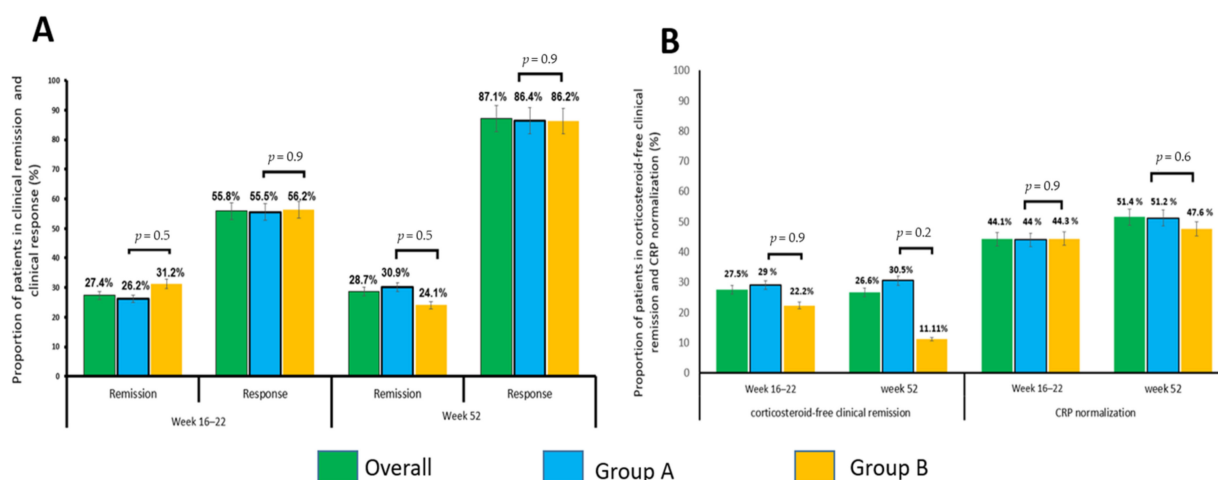 A
Proportion of patients in clinical remission and
clinical response (%)
100
90
80
70
60
50
40
30
20
10
0
27.4%
26.2%
31.2%
p = 0.5
55.8%
55.5%
56.2%
p = 0.9
28.7%
30.9%
24.1%
p = 0.5
87.1%
86.4%
86.2%
p = 0.9
Remission
Response
Remission
Response
Week 16–22
Week 52
B
Proportion of patients in corticosteroid-free clinical
remission and CRP normalization (%)
100
90
80
70
60
50
40
30
20
10
0
27.5%
29 %
22.2%
p = 0.9
26.6%
30.5%
11.11%
p = 0.2
44.1%
44 %
44.3 %
p = 0.9
51.4 %
51.2 %
47.6 %
p = 0.6
Week 16–22
week 52
Week 16–22
week 52
corticosteroid-free clinical remission
CRP normalization
Overall
Group A
Group B